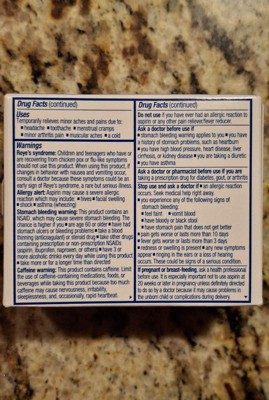 Drug Facts (continued)
Uses
Temporarily relieves minor aches and pains due to:
■ headache ■ toothache ■ menstrual cramps
■ minor arthritis pain ■ muscular aches ■ a cold
Warnings
Reye's syndrome: Children and teenagers who have or
are recovering from chicken pox or flu-like symptoms
should not use this product. When using this product, if
changes in behavior with nausea and vomiting occur,
consult a doctor because these symptoms could be an
early sign of Reye's syndrome, a rare but serious illness.
Allergy alert: Aspirin may cause a severe allergic
reaction which may include: ■ hives ■ facial swelling
■ shock ■ asthma (wheezing)
Stomach bleeding warning: This product contains an
NSAID, which may cause severe stomach bleeding. The
chance is higher if you ■ are age 60 or older ■ have had
stomach ulcers or bleeding problems ■ take a blood
thinning (anticoagulant) or steroid drug ■ take other drugs
containing prescription or non-prescription NSAIDs
(aspirin, ibuprofen, naproxen, or others) ■ have 3 or
more alcoholic drinks every day while using this product
■ take more or for a longer time than directed
Caffeine warning: This product contains caffeine. Limit
the use of caffeine-containing medications, foods, or
beverages while taking this product because too much
caffeine may cause nervousness, irritability,
sleeplessness, and, occasionally, rapid heartbeat.
Drug Facts (continued)
Do not use if you have ever had an allergic reaction to
aspirin or any other pain reliever/fever reducer.
Ask a doctor before use if
■ stomach bleeding warning applies to you ■ you have
a history of stomach problems, such as heartburn
■ you have high blood pressure, heart disease, liver
cirrhosis, or kidney disease ■ you are taking a diuretic
■ you have asthma
Ask a doctor or pharmacist before use if you are
taking a prescription drug for diabetes, gout, or arthritis
Stop use and ask a doctor if ■ an allergic reaction
occurs. Seek medical help right away.
■ you experience any of the following signs of
stomach bleeding:
■ feel faint ■ vomit blood
■ have bloody or black stools
■ have stomach pain that does not get better
■ pain gets worse or lasts more than 10 days
■ fever gets worse or lasts more than 3 days
■ redness or swelling is present ■ any new symptoms
appear ■ ringing in the ears or a loss of hearing
occurs. These could be signs of a serious condition.
If pregnant or breast-feeding, ask a health professional
before use. It is especially important not to use aspirin at
20 weeks or later in pregnancy unless definitely directed
to do so by a doctor because it may cause problems in
the unborn child or complications during delivery.